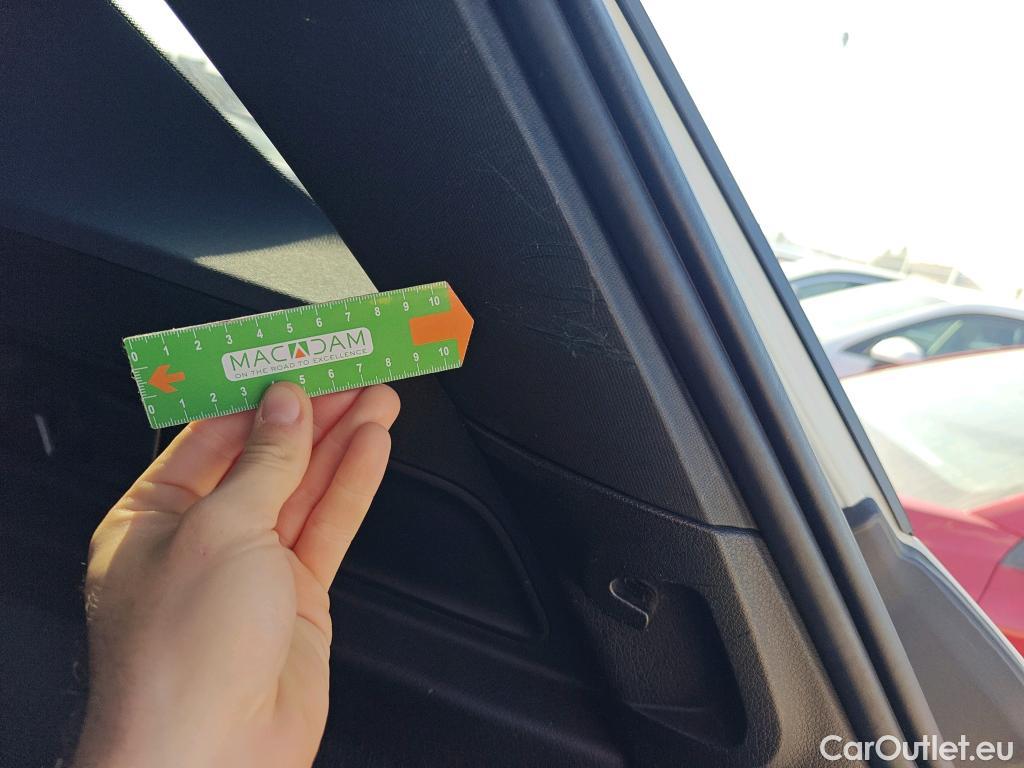 0 1 2 3 4 5 6 7 8 9 10
MACADAM
ON THE ROAD TO EXCELLENCE
0 1 2 3 5 6 7 8 9 10
CarOutlet.eu